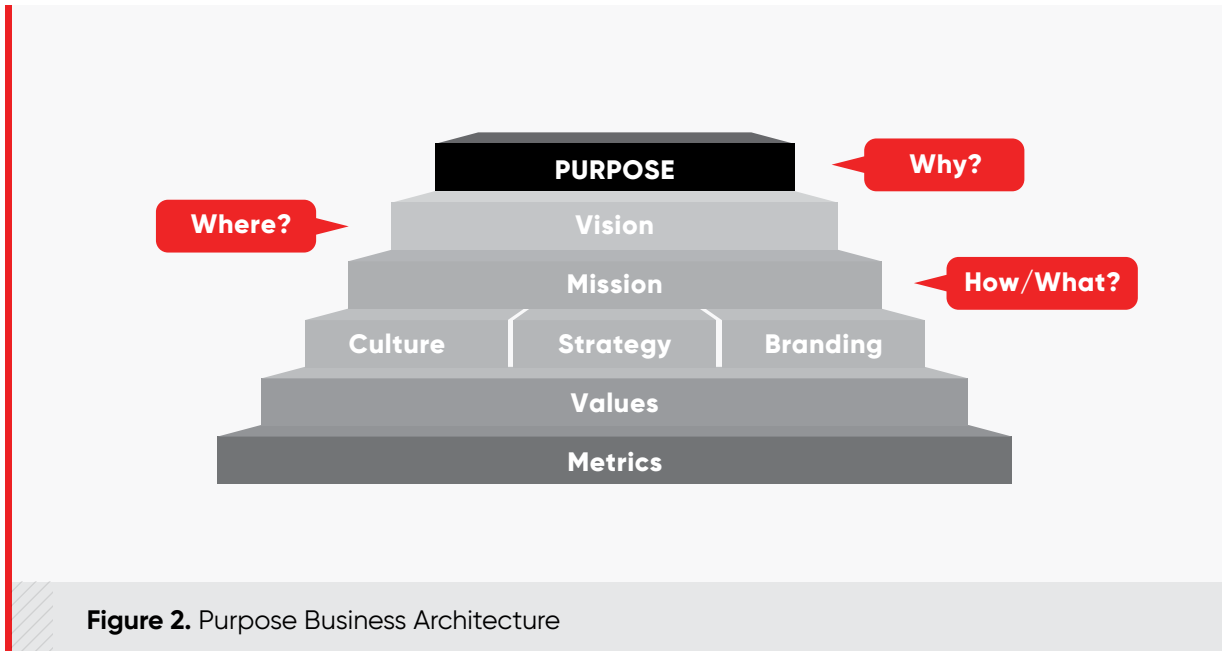 PURPOSE
Why?
Where?
Vision
Mission
How/What?
Culture
Strategy
Branding
Values
Metrics
Figure 2. Purpose Business Architecture